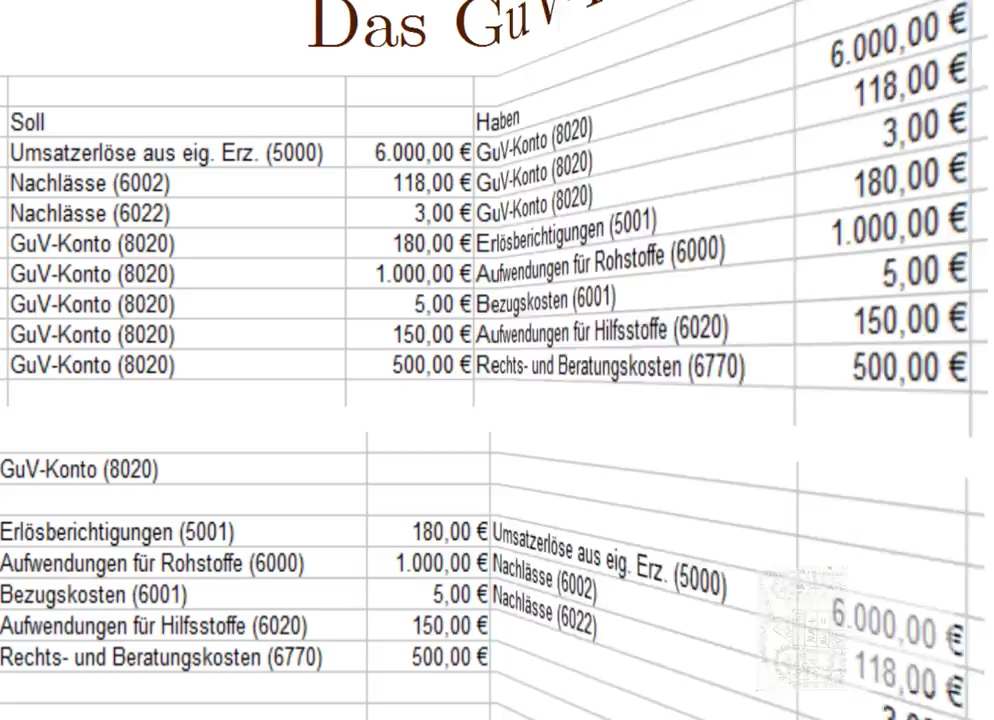 Das GuV-
6.000,00 €
118,00 €
Soll Haben 3,00 €
Umsatzerlöse aus eig. Erz. (5000) 6.000,00 € GuV-Konto (8020) 180,00 €
Nachlässe (6002) 118,00 € GuV-Konto (8020) 1.000,00 €
Nachlässe (6022) 3,00 € GuV-Konto (8020) 5,00 €
GuV-Konto (8020) 180,00 € Erlösberichtigungen (5001) 150,00 €
GuV-Konto (8020) 1.000,00 € Aufwendungen für Rohstoffe (6000) 500,00 €
GuV-Konto (8020) 5,00 € Bezugskosten (6001)
GuV-Konto (8020) 150,00 € Aufwendungen für Hilfsstoffe (6020)
GuV-Konto (8020) 500,00 € Rechts- und Beratungskosten (6770)
GuV-Konto (8020)
Erlösberichtigungen (5001) 180,00 € Umsatzerlöse aus eig. Erz. (5000) 6.000,00 €
Aufwendungen für Rohstoffe (6000) 1.000,00 € Nachlässe (6002) 118,00 €
Bezugskosten (6001) 5,00 € Nachlässe (6022)
Aufwendungen für Hilfsstoffe (6020) 150,00 €
Rechts- und Beratungskosten (6770) 500,00 €